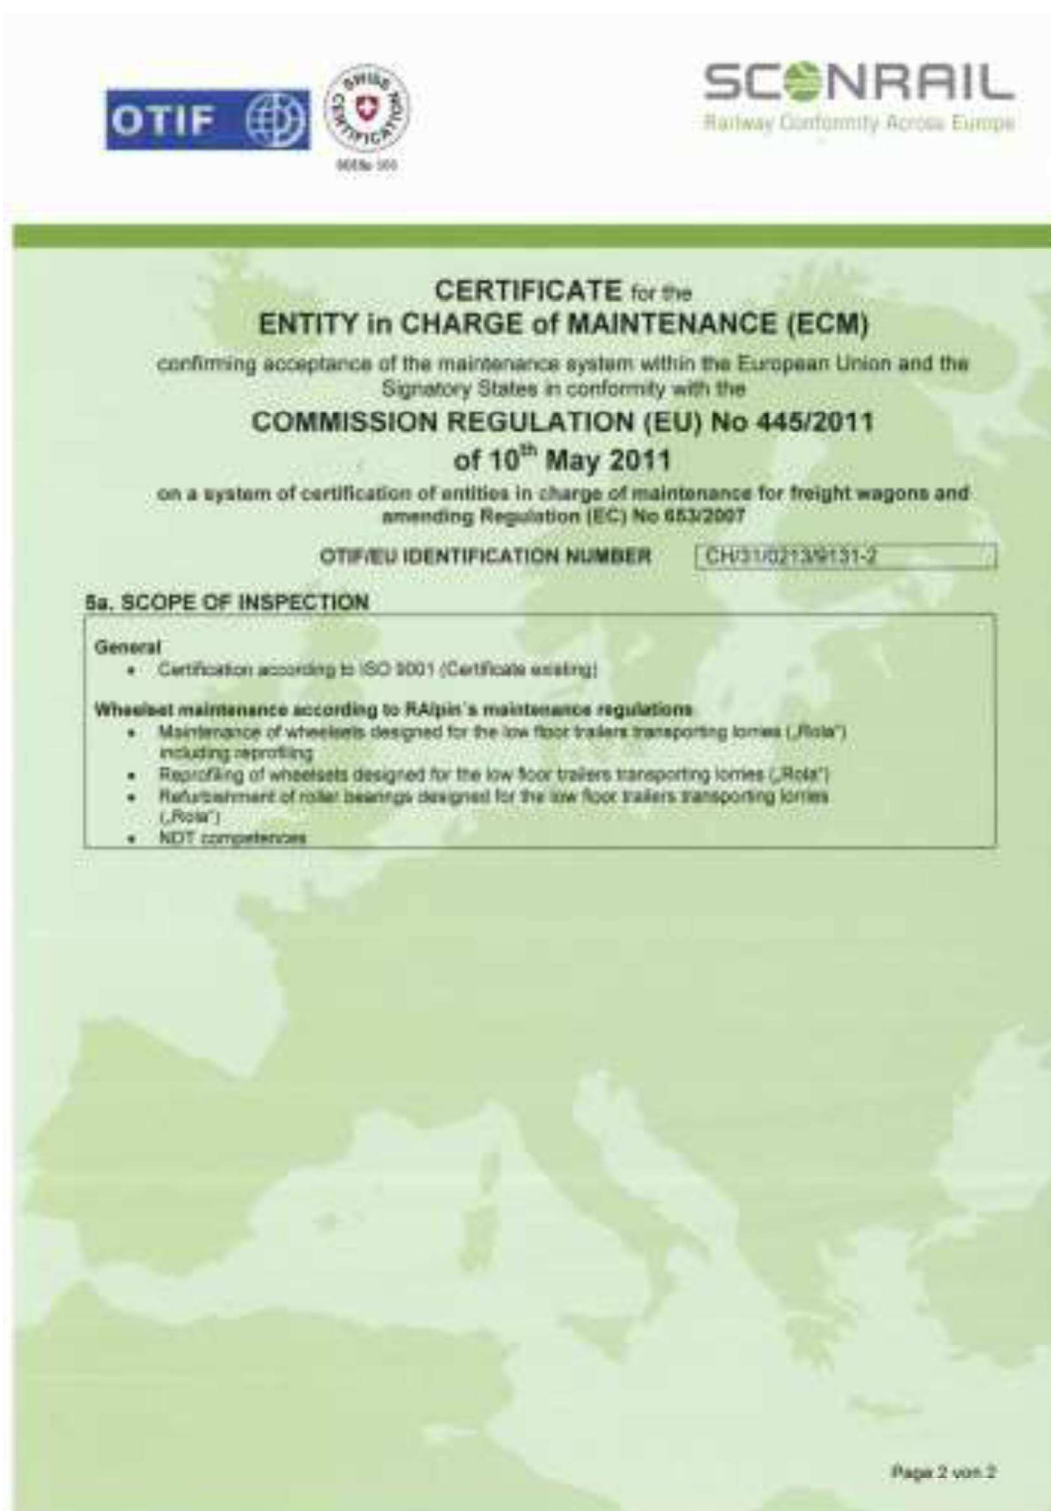 OTIF
SWISS CERTIFICATION
SCONRAIL
Railway Conformity Across Europe
CERTIFICATE for the
ENTITY in CHARGE of MAINTENANCE (ECM)
confirming acceptance of the maintenance system within the European Union and the
Signatory States in conformity with the
COMMISSION REGULATION (EU) No 445/2011
of 10th May 2011
on a system of certification of entities in charge of maintenance for freight wagons and
amending Regulation (EC) No 653/2007
OTIF/EU IDENTIFICATION NUMBER CH/31/0213/9131-2
5a. SCOPE OF INSPECTION
General
• Certification according to ISO 9001 (Certificate existing)
Wheelset maintenance according to RAlpin´s maintenance regulations
• Maintenance of wheelsets designed for the low floor trailers transporting lorries („Rola")
including reprofiling
• Reprofiling of wheelsets designed for the low floor trailers transporting lorries („Rola")
• Refurbishment of roller bearings designed for the low floor trailers transporting lorries
(„Rola")
• NDT competences
Page 2 von 2